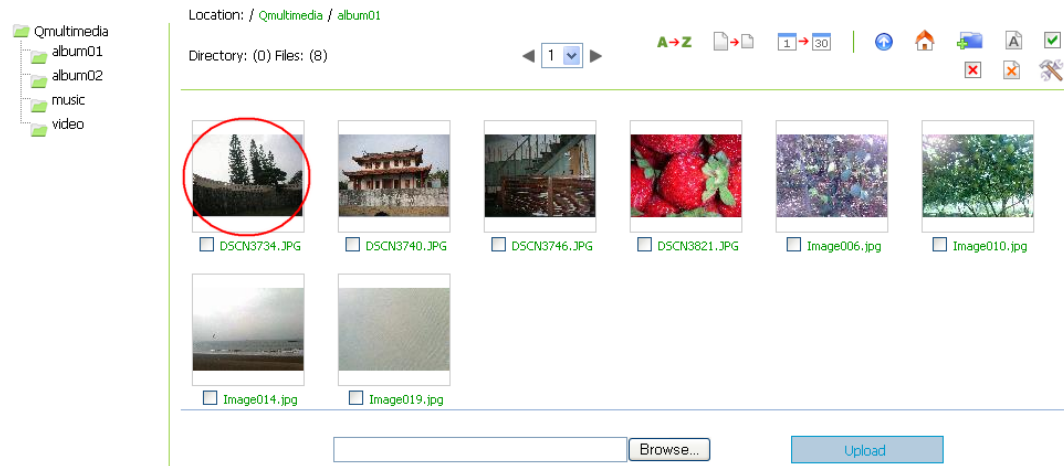 Location: / Qmultimedia / album01
Qmultimedia
album01
album02
music
video
Directory: (0) Files: (8)
1
A→Z
1 → 30
A
DSCN3734.JPG
DSCN3740.JPG
DSCN3746.JPG
DSCN3821.JPG
Image006.jpg
Image010.jpg
Image014.jpg
Image019.jpg
Browse...
Upload